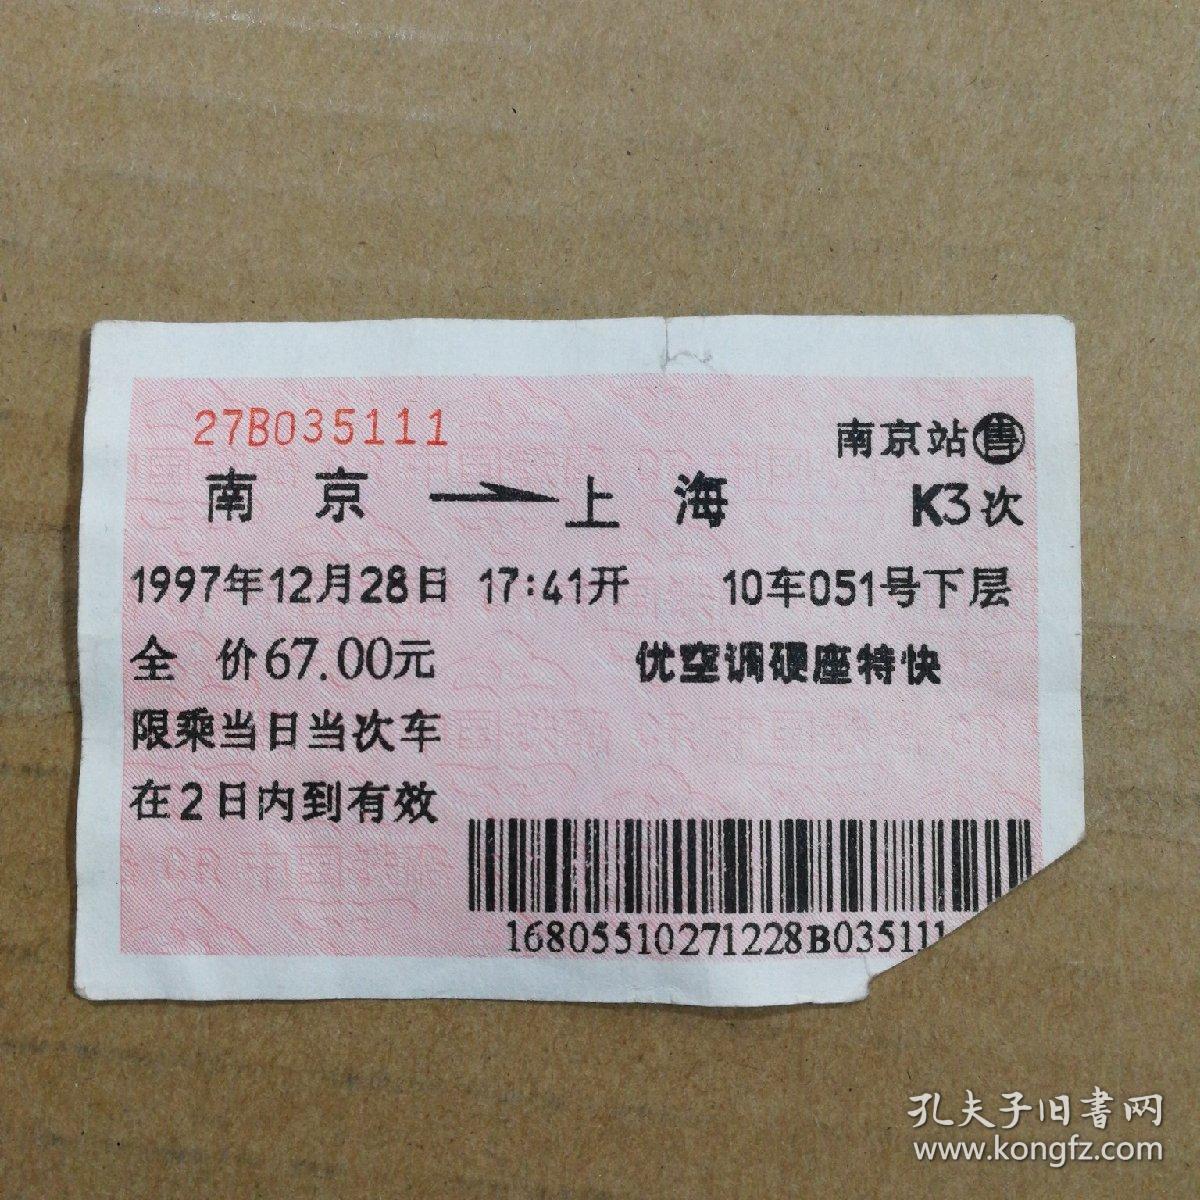 27B035111
南京站售
南京→上海 K3次
1997年12月28日 17:41开 10车051号下层
全 价67.00元 优空调硬座特快
限乘当日当次车
在2日内到有效
16805510271228B035111
孔夫子旧書网
www.kongfz.com